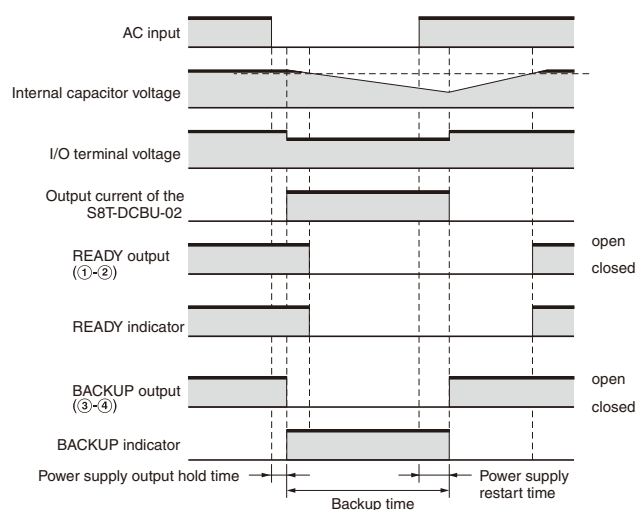 AC input
Internal capacitor voltage
I/O terminal voltage
Output current of the
S8T-DCBU-02
READY output
(①-②)
open
closed
READY indicator
BACKUP output
(③-④)
open
closed
BACKUP indicator
Power supply output hold time
Backup time
Power supply
restart time